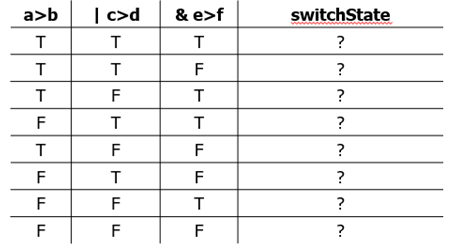 a>b | c>d & e>f switchState
T T T ?
T T F ?
T F T ?
F T T ?
T F F ?
F T F ?
F F T ?
F F F ?